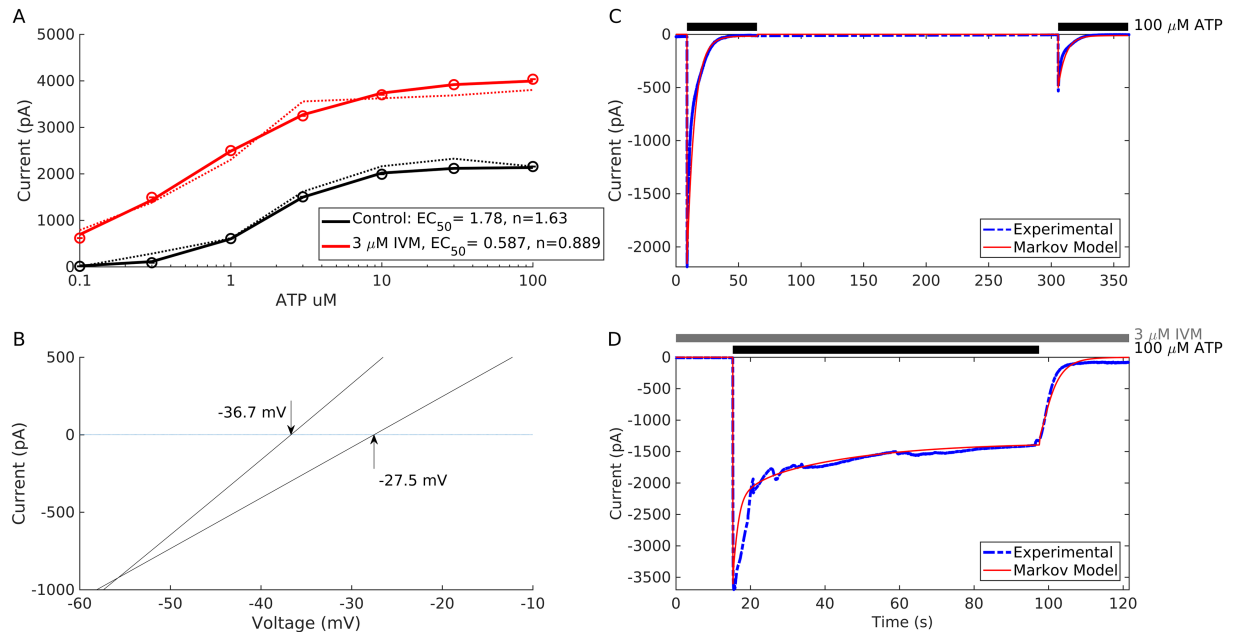 A
5000
4000
3000
2000
1000
0
Current (pA)
0.1
1
10
100
ATP uM
Control: EC50= 1.78, n=1.63
3 μM IVM, EC50= 0.587, n=0.889
C
100 μM ATP
0
-500
-1000
-1500
-2000
Current (pA)
0
50
100
150
200
250
300
350
Experimental
Markov Model
B
500
0
-500
-1000
Current (pA)
-36.7 mV
-27.5 mV
-60
-50
-40
-30
-20
-10
Voltage (mV)
D
3 μM IVM
100 μM ATP
0
-500
-1000
-1500
-2000
-2500
-3000
-3500
Current (pA)
0
20
40
60
80
100
120
Time (s)
Experimental
Markov Model